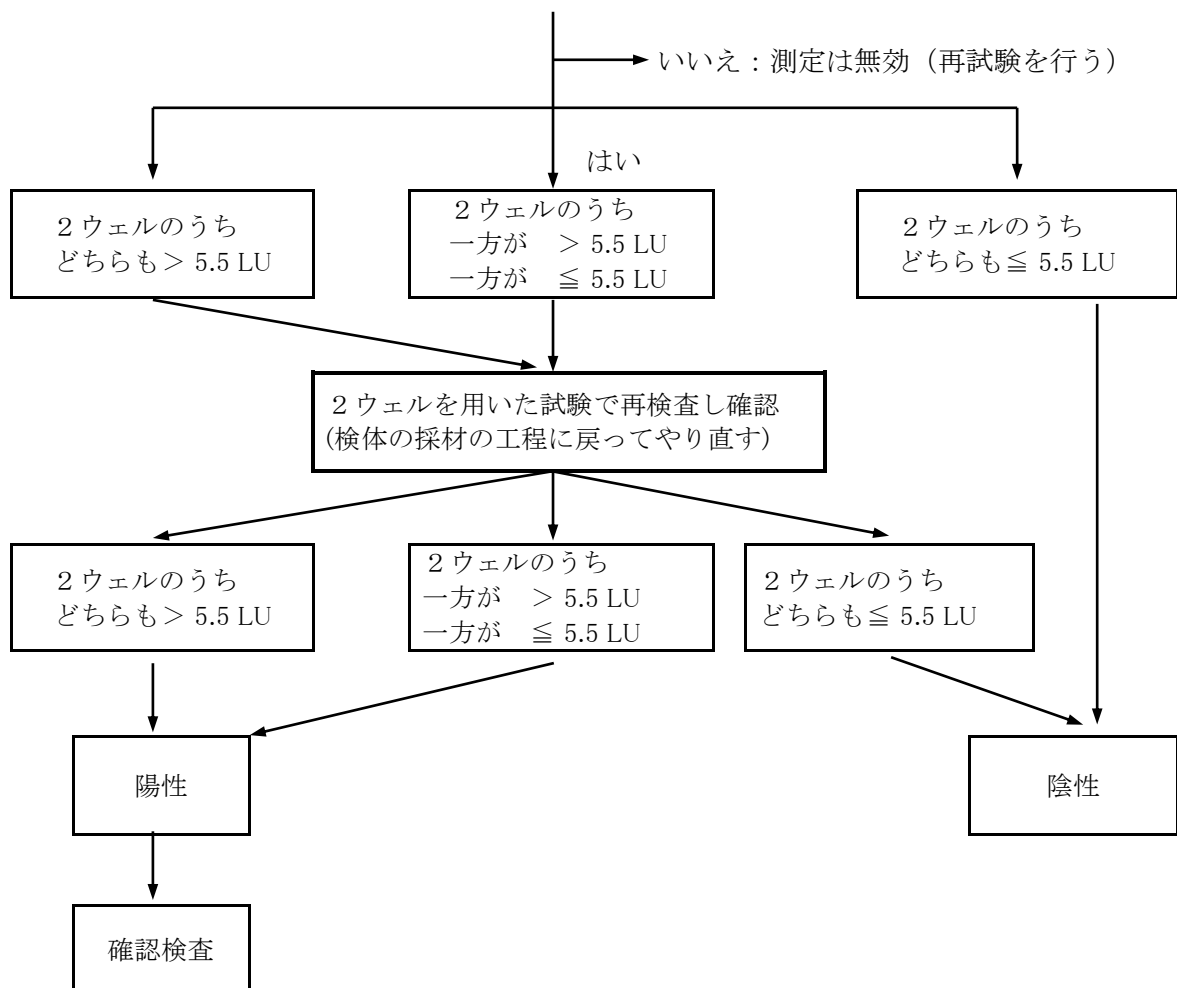 いいえ：測定は無効（再試験を行う）
はい
２ウェルのうち
どちらも＞ 5.5 LU
２ウェルのうち
一方が　＞ 5.5 LU
一方が　≦ 5.5 LU
２ウェルのうち
どちらも≦ 5.5 LU
２ウェルを用いた試験で再検査し確認
(検体の採材の工程に戻ってやり直す)
２ウェルのうち
どちらも＞ 5.5 LU
２ウェルのうち
一方が　＞ 5.5 LU
一方が　≦ 5.5 LU
２ウェルのうち
どちらも≦ 5.5 LU
陽性
陰性
確認検査